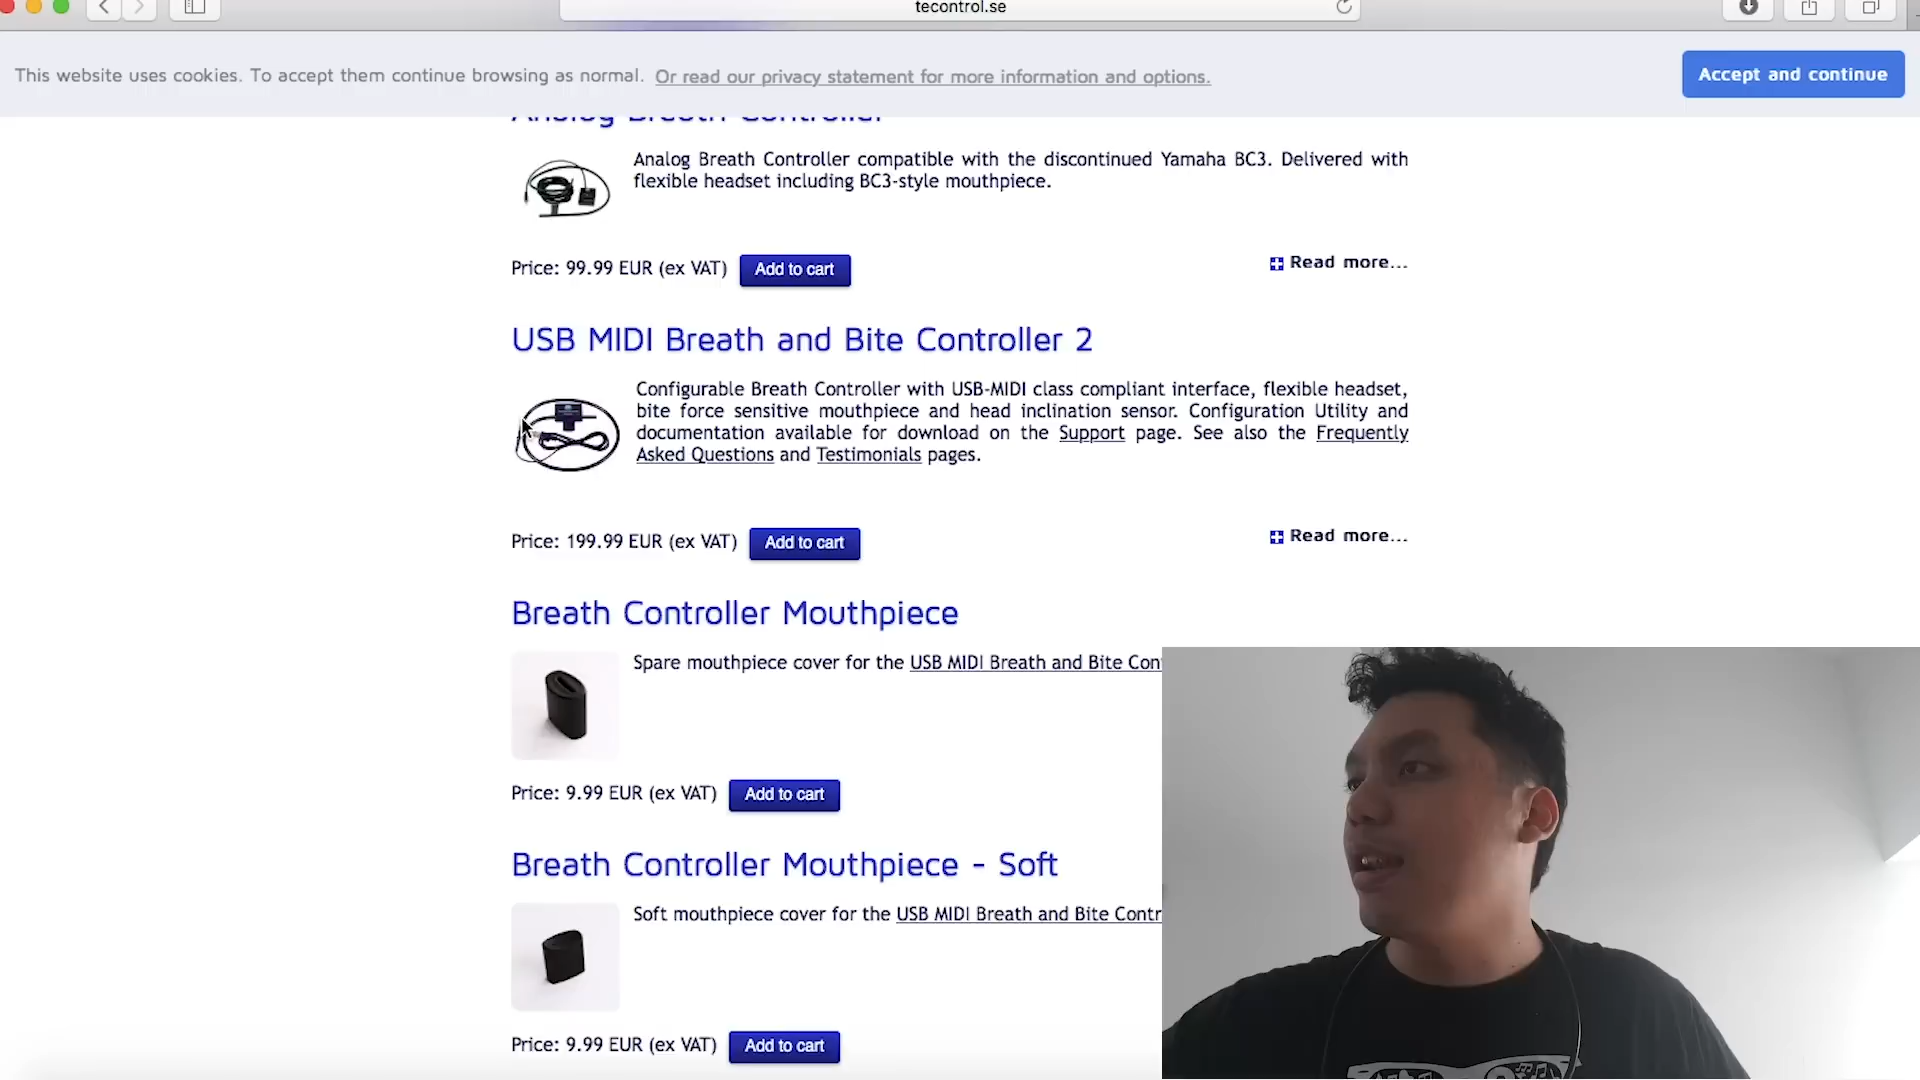 tecontrol.se
This website uses cookies. To accept them continue browsing as normal. Or read our privacy statement for more information and options.
Accept and continue
Analog Breath Controller
Analog Breath Controller compatible with the discontinued Yamaha BC3. Delivered with
flexible headset including BC3-style mouthpiece.
Price: 99.99 EUR (ex VAT) Add to cart
Read more...
USB MIDI Breath and Bite Controller 2
Configurable Breath Controller with USB-MIDI class compliant interface, flexible headset,
bite force sensitive mouthpiece and head inclination sensor. Configuration Utility and
documentation available for download on the Support page. See also the Frequently
Asked Questions and Testimonials pages.
Price: 199.99 EUR (ex VAT) Add to cart
Read more...
Breath Controller Mouthpiece
Spare mouthpiece cover for the USB MIDI Breath and Bite Con
Price: 9.99 EUR (ex VAT) Add to cart
Breath Controller Mouthpiece - Soft
Soft mouthpiece cover for the USB MIDI Breath and Bite Contr
Price: 9.99 EUR (ex VAT) Add to cart